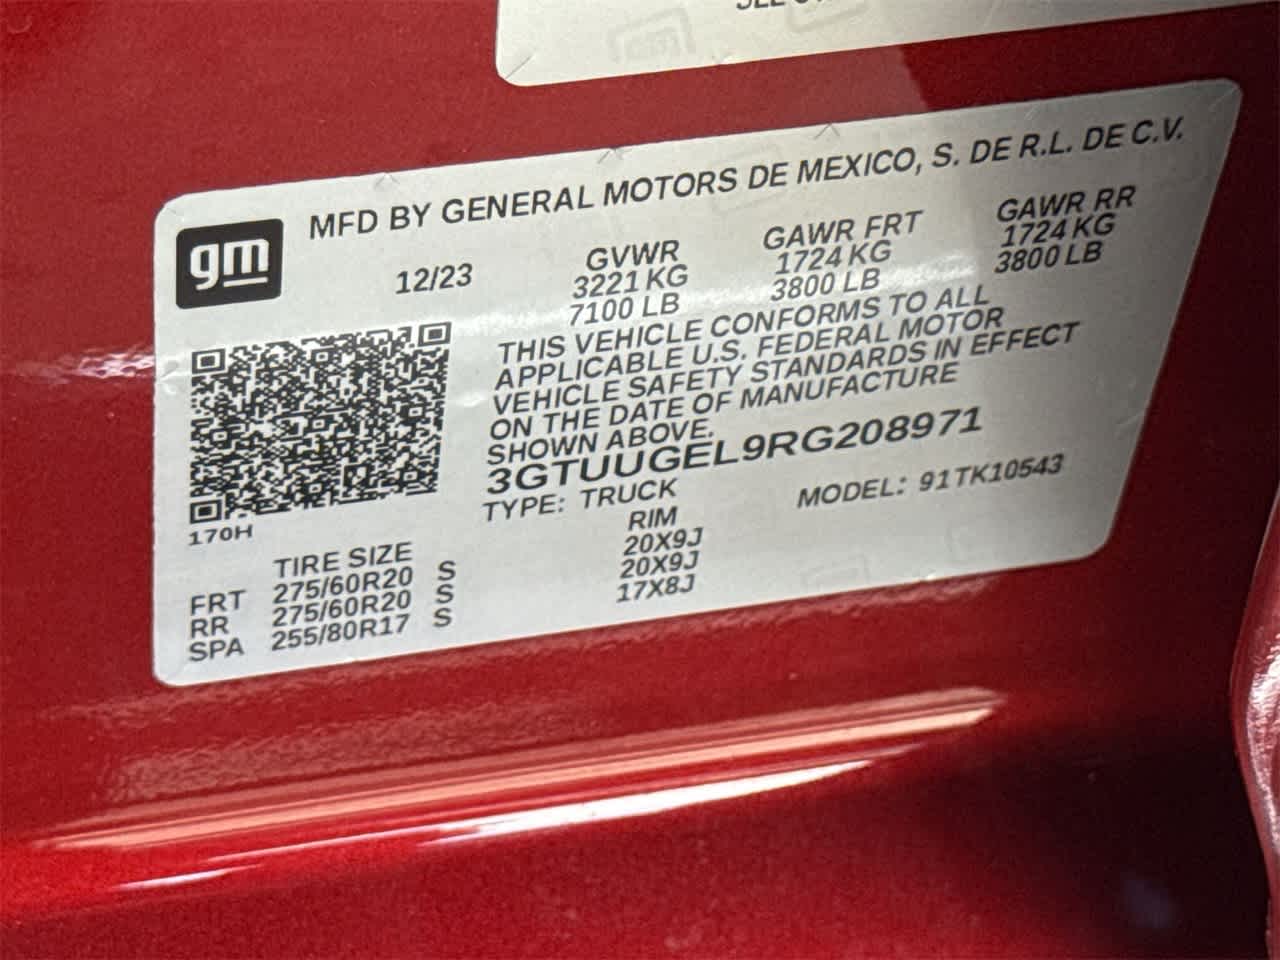 gm
MFD BY GENERAL MOTORS DE MEXICO, S. DE R.L. DE C.V.
12/23
GVWR
3221 KG
7100 LB
GAWR FRT
1724 KG
3800 LB
GAWR RR
1724 KG
3800 LB
THIS VEHICLE CONFORMS TO ALL
APPLICABLE U.S. FEDERAL MOTOR
VEHICLE SAFETY STANDARDS IN EFFECT
ON THE DATE OF MANUFACTURE
SHOWN ABOVE.
3GTUUGEL9RG208971
TYPE: TRUCK MODEL: 91TK10543
170H
TIRE SIZE RIM
FRT 275/60R20 S 20X9J
RR 275/60R20 S 20X9J
SPA 255/80R17 S 17X8J